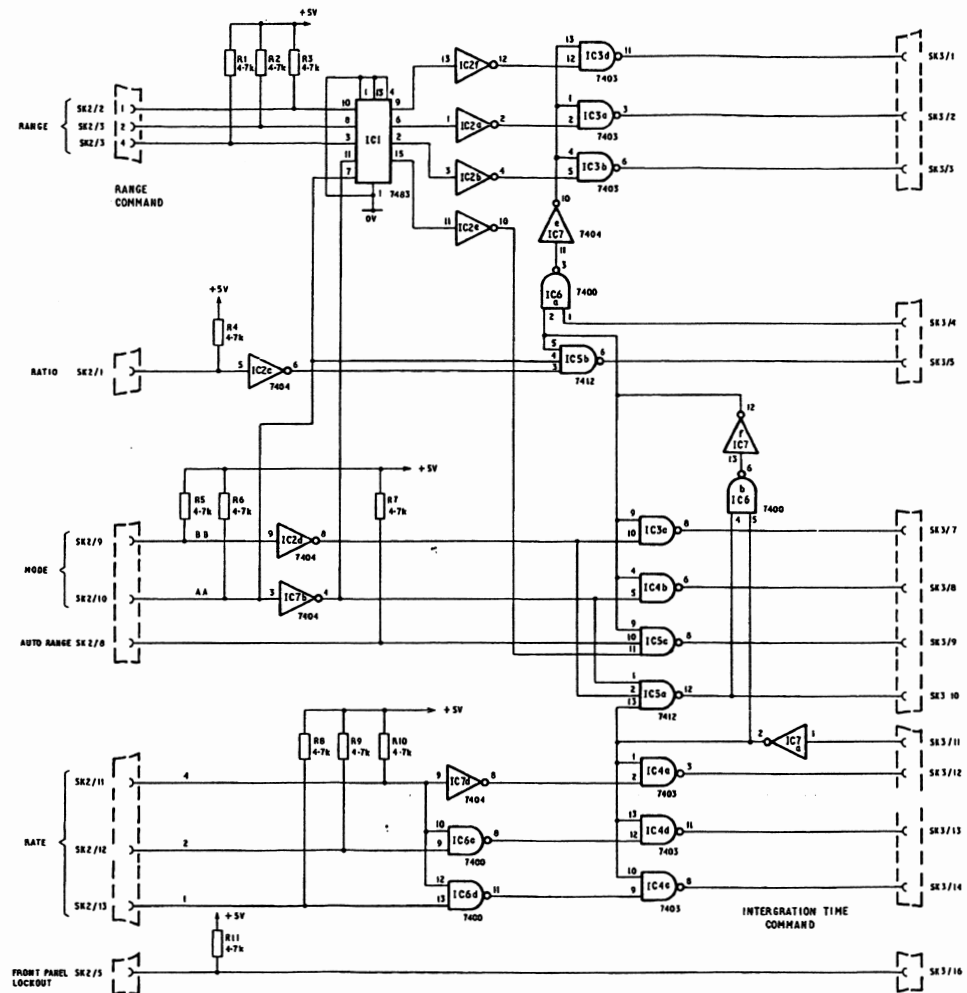 +5V
R1 4·7k
R2 4·7k
R3 4·7k
RANGE
SK2/2 1
SK2/3 2
SK2/3 4
RANGE COMMAND
10 8 3 11 7
1 15 4
9 6 2 15
IC1
7483
1
0V
13 IC2f 12
1 IC2a 2
3 IC2b 4
11 IC2e 10
13 12 IC3d 11
7403
1 2 IC3a 3
7403
4 5 IC3b 6
7403
SK3/1
SK3/2
SK3/3
10
e IC7 7404
11
3
IC6 a 7400
2 1
SK3/4
+5V
R4 4·7k
RATIO SK2/1
5 IC2c 6
7404
5 4 3 IC5b 6
7412
SK3/5
12
f IC7
13
6
b IC6
7400
4 5
+5V
R5 4·7k
R6 4·7k
R7 4·7k
MODE
SK2/9
BB
9 IC2d 8
7404
SK2/10
AA
3 IC7b 4
7404
AUTO RANGE SK2/8
9 10 IC3a 8
SK3/7
4 5 IC4b 6
SK3/8
9 10 11 IC5c 8
SK3/9
1 2 13 IC5a 12
7412
SK3 10
2 IC7 a 1
SK3/11
+5V
R8 4·7k
R9 4·7k
R10 4·7k
RATE
SK2/11 4
9 IC7d 8
7404
1 2 IC4a 3
7403
SK3/12
SK2/12 2
10 9 IC6c 8
7400
13 12 IC4d 11
7403
SK3/13
SK2/13 1
12 13 IC6d 11
7400
10 9 IC4c 8
7403
SK3/14
INTERGRATION TIME COMMAND
+5V
R11 4·7k
FRONT PANEL LOCKOUT SK2/5
SK3/16